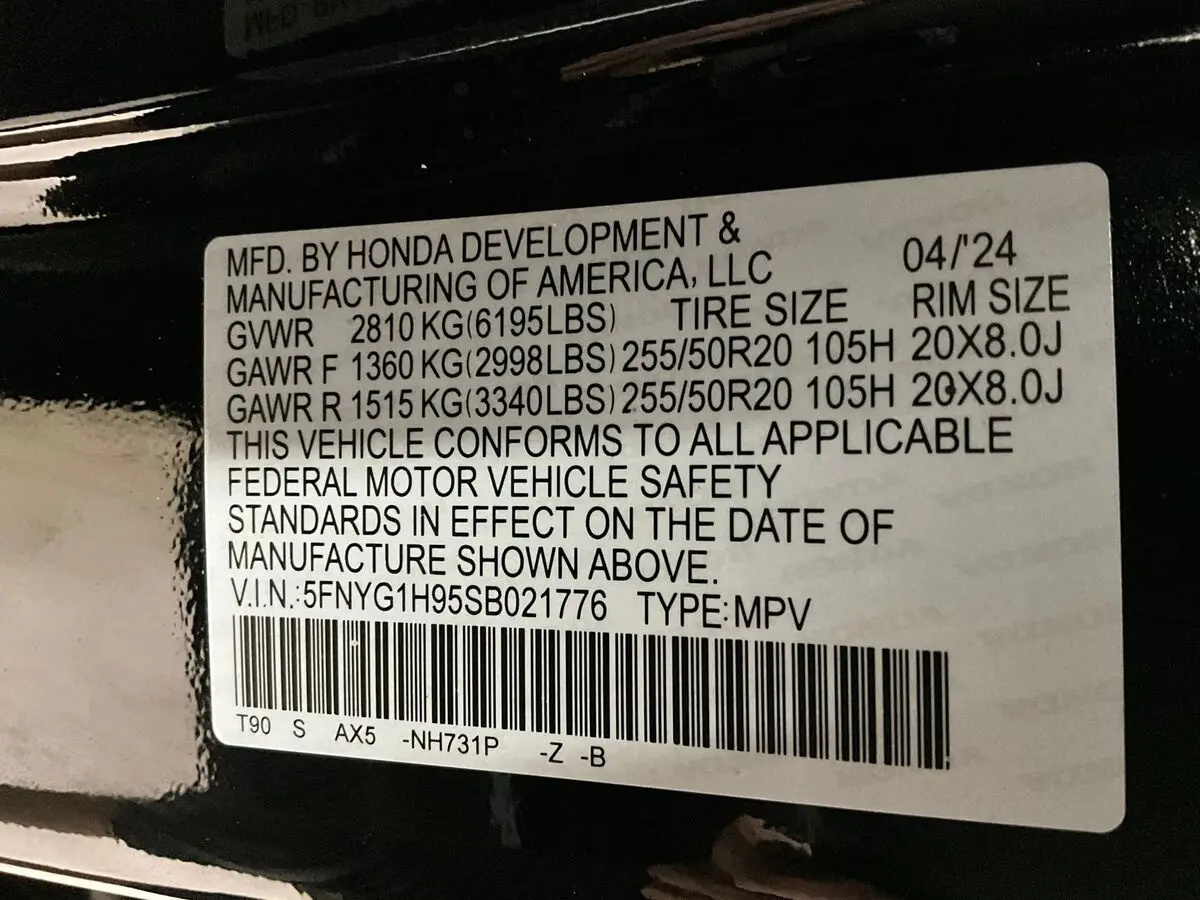 MFD. BY HONDA DEVELOPMENT &
MANUFACTURING OF AMERICA, LLC 04/'24
GVWR 2810 KG(6195LBS) TIRE SIZE RIM SIZE
GAWR F 1360 KG(2998LBS) 255/50R20 105H 20X8.0J
GAWR R 1515 KG(3340LBS) 255/50R20 105H 20X8.0J
THIS VEHICLE CONFORMS TO ALL APPLICABLE
FEDERAL MOTOR VEHICLE SAFETY
STANDARDS IN EFFECT ON THE DATE OF
MANUFACTURE SHOWN ABOVE.
V.I.N.:5FNYG1H95SB021776 TYPE:MPV
T90 S AX5 -NH731P -Z -B